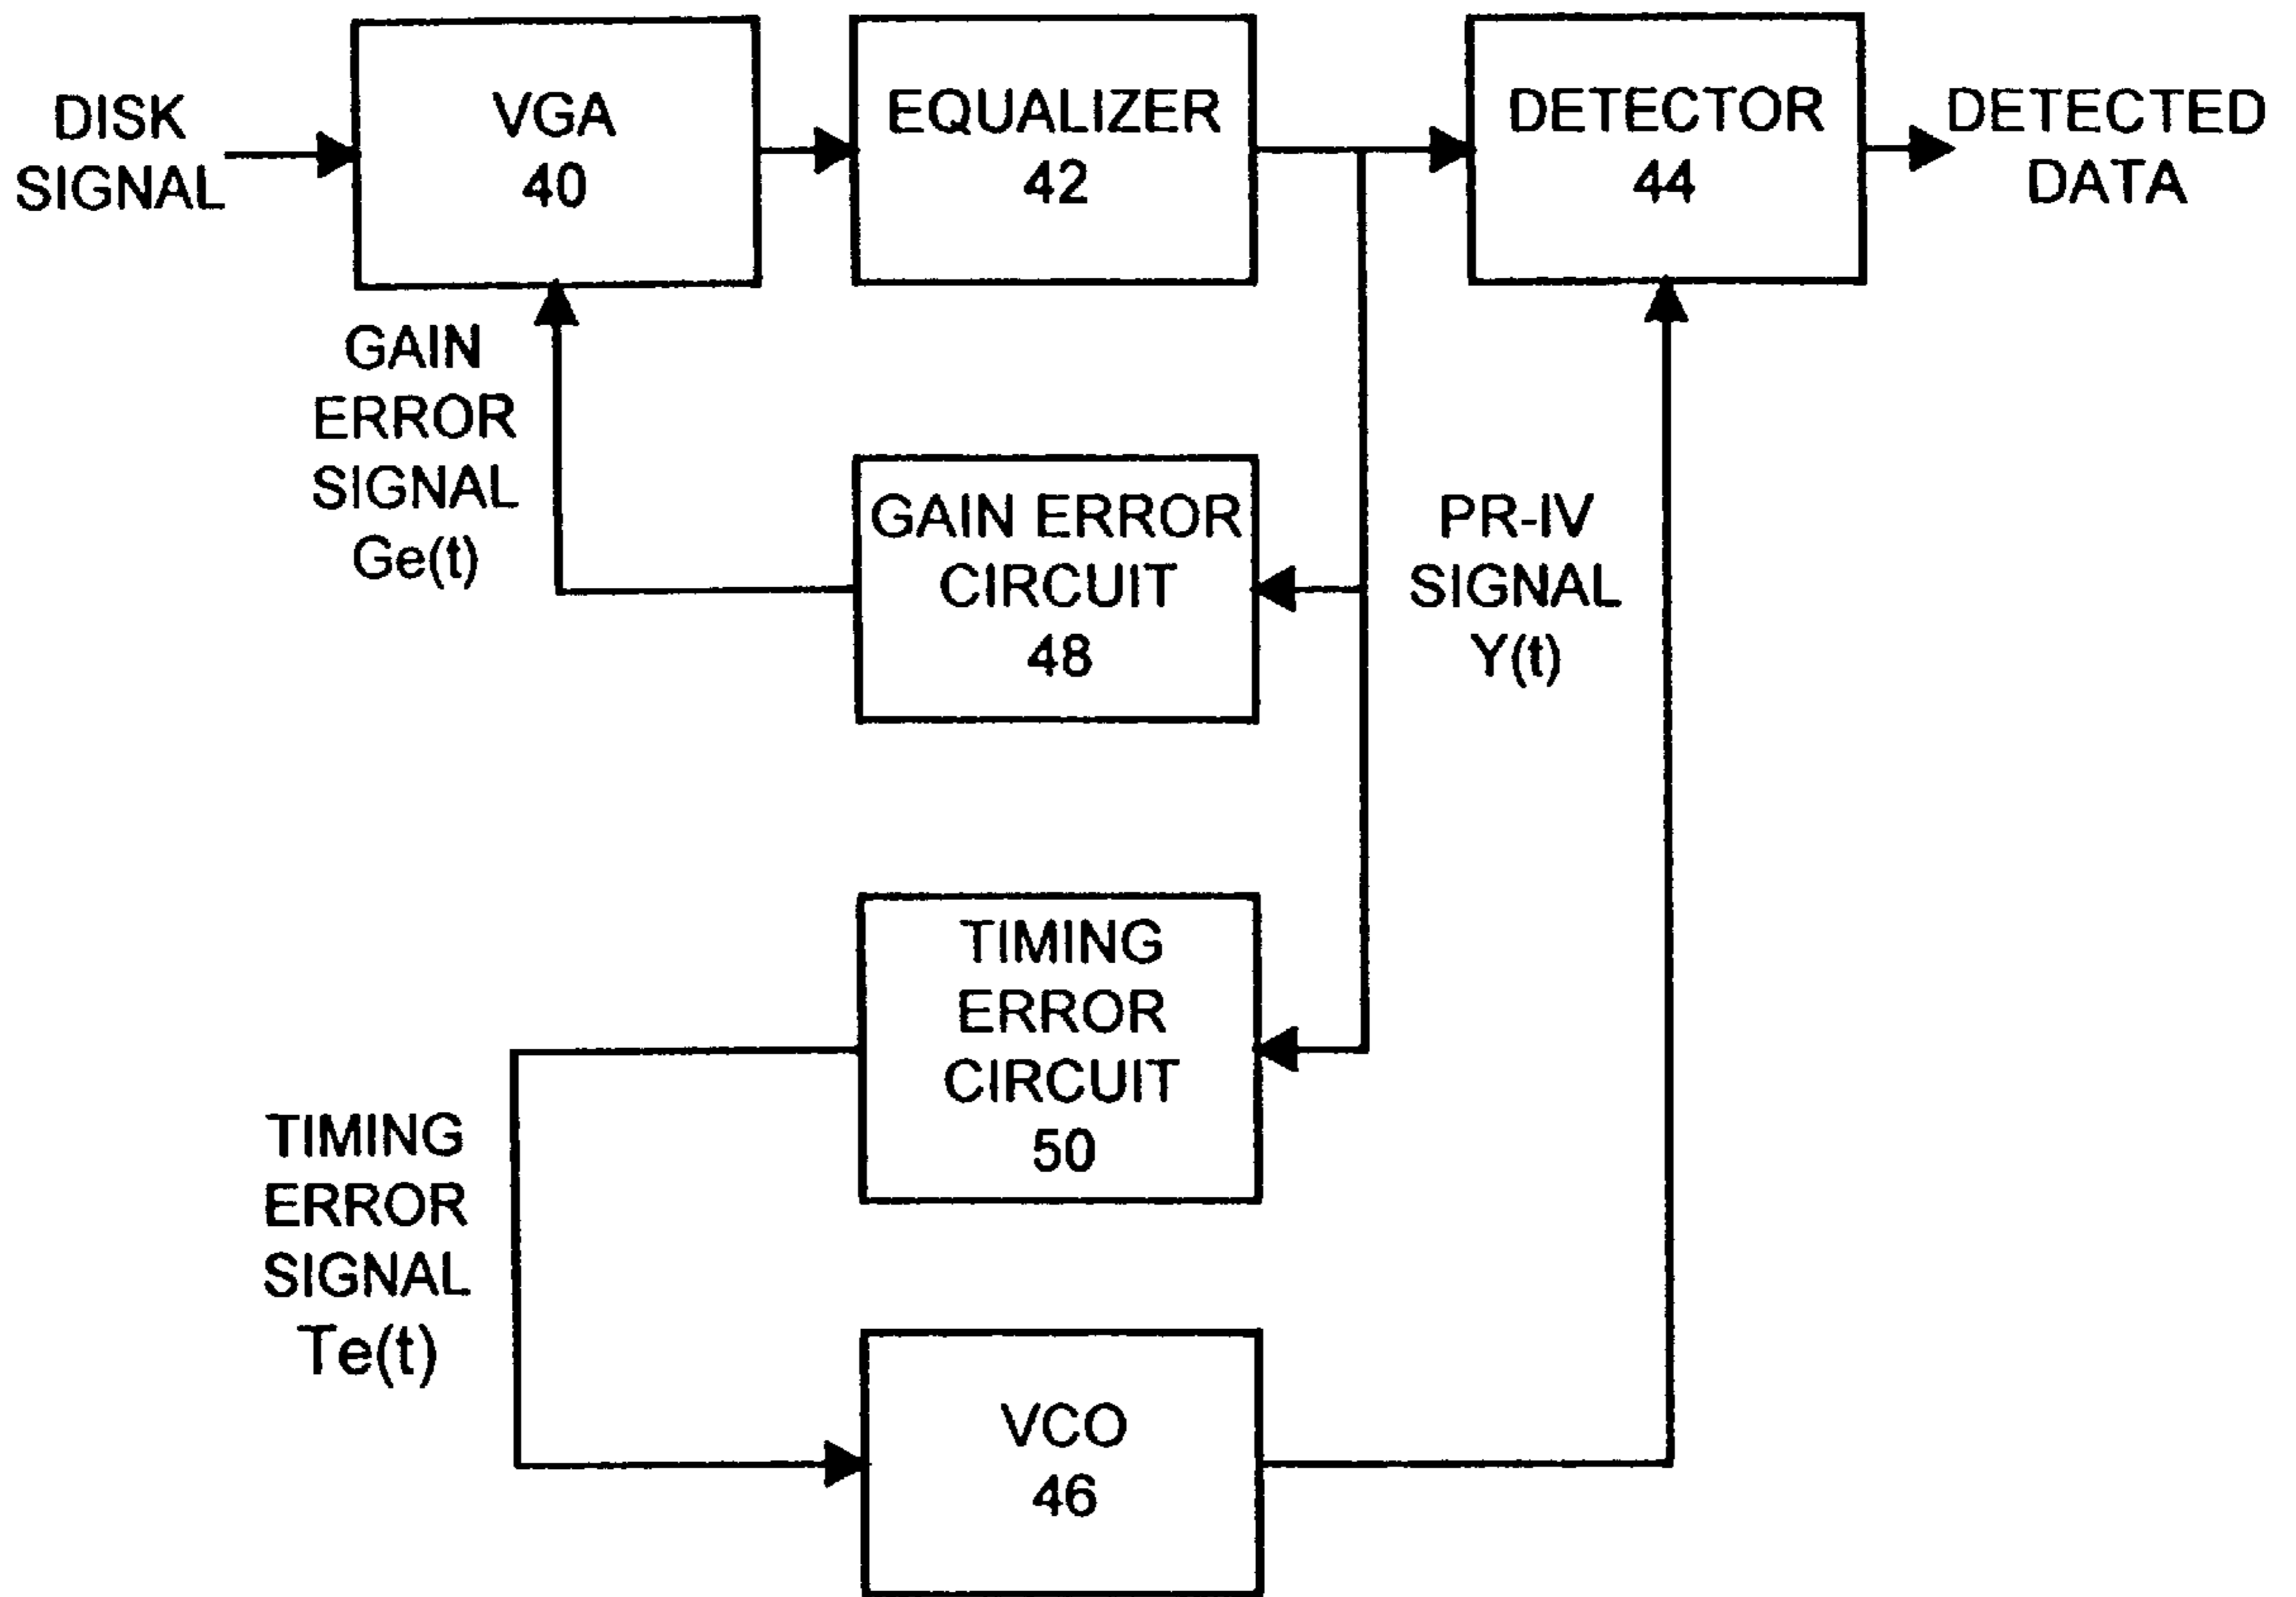 DISK
SIGNAL
VGA
40
EQUALIZER
42
DETECTOR
44
DETECTED
DATA
GAIN
ERROR
SIGNAL
Ge(t)
GAIN ERROR
CIRCUIT
48
PR-IV
SIGNAL
Y(t)
TIMING
ERROR
CIRCUIT
50
TIMING
ERROR
SIGNAL
Te(t)
VCO
46